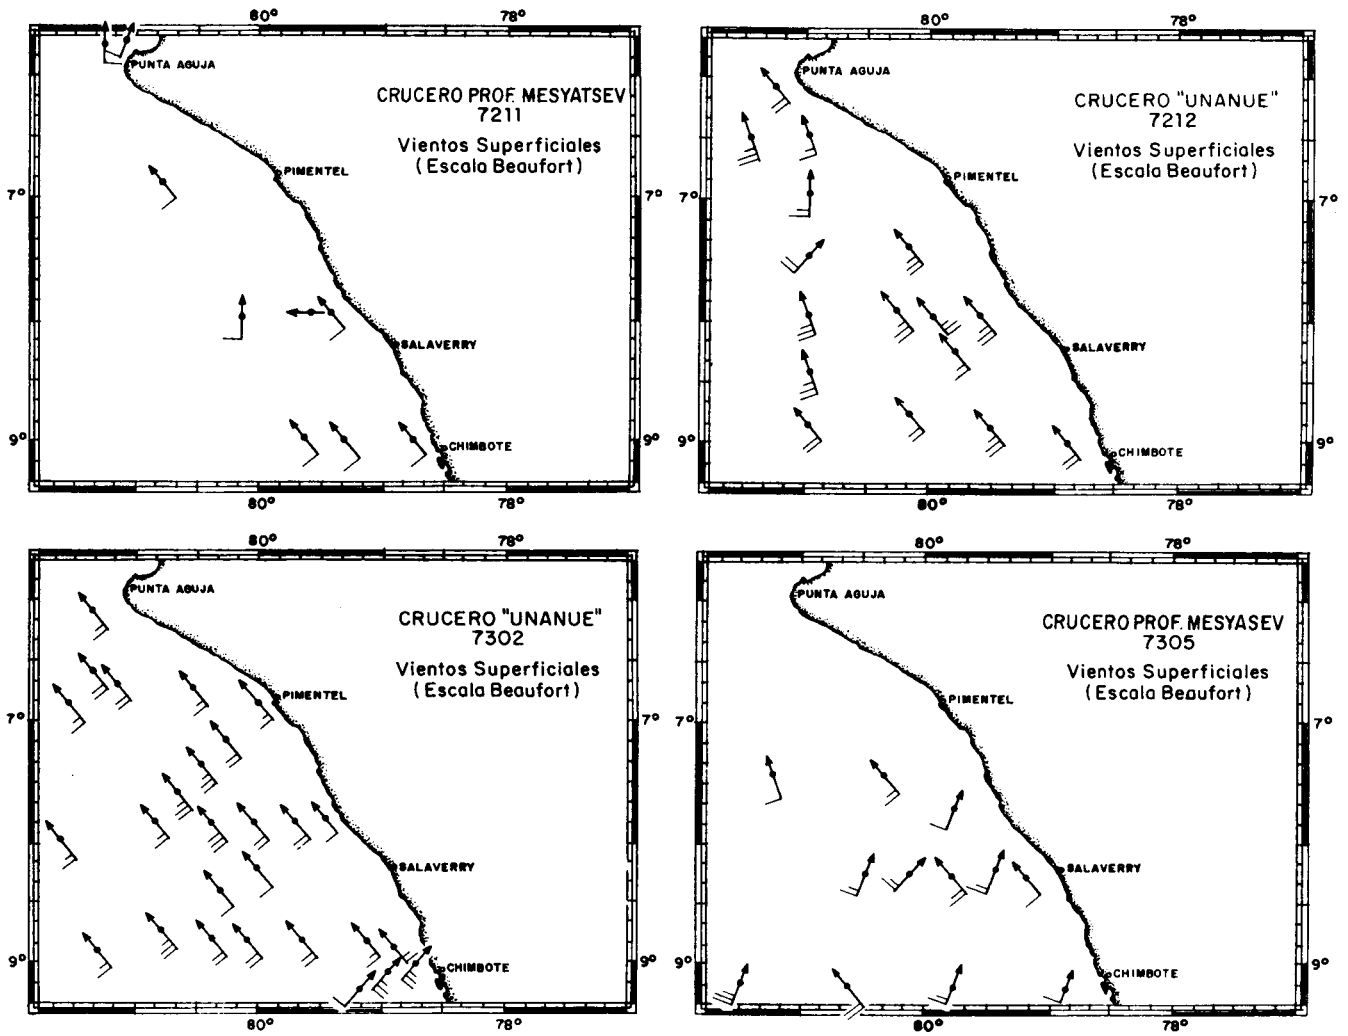 80° 78°
PUNTA AGUJA
CRUCERO PROF. MESYATSEV
7211
Vientos Superficiales
(Escala Beaufort)
PIMENTEL
7° 7°
SALAVERRY
CHIMBOTE
9° 9°
80° 78°
80° 78°
PUNTA AGUJA
CRUCERO "UNANUE"
7212
Vientos Superficiales
(Escala Beaufort)
PIMENTEL
7° 7°
SALAVERRY
CHIMBOTE
9° 9°
80° 78°
80° 78°
PUNTA AGUJA
CRUCERO "UNANUE"
7302
Vientos Superficiales
(Escala Beaufort)
PIMENTEL
7° 7°
SALAVERRY
CHIMBOTE
9° 9°
80° 78°
80° 78°
PUNTA AGUJA
CRUCERO PROF. MESYASEV
7305
Vientos Superficiales
(Escala Beaufort)
PIMENTEL
7° 7°
SALAVERRY
CHIMBOTE
9° 9°
80° 78°